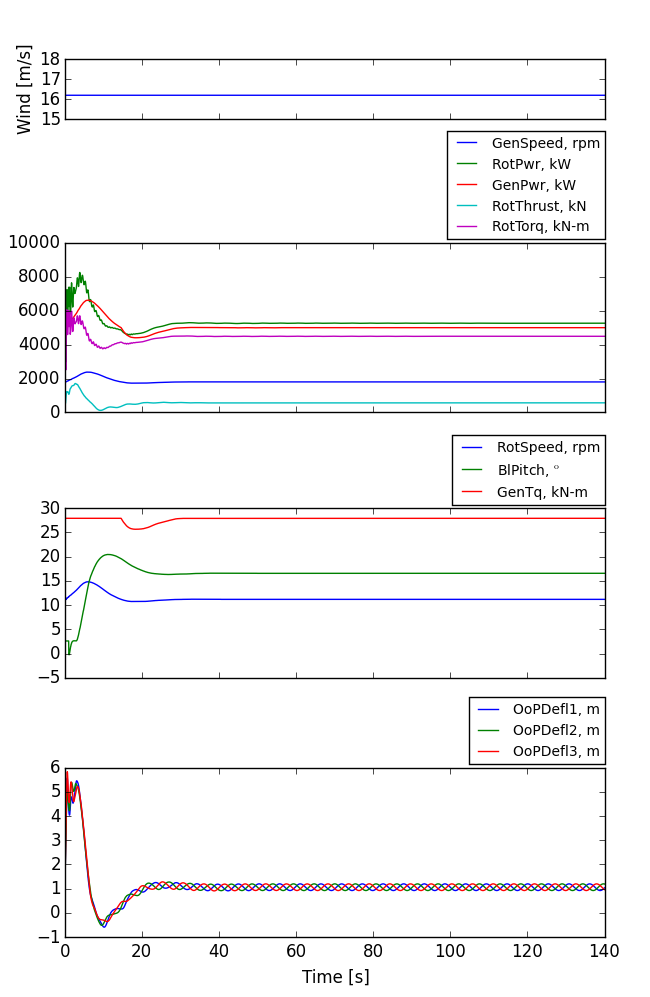 Wind [m/s]
18
17
16
15
GenSpeed, rpm
RotPwr, kW
GenPwr, kW
RotThrust, kN
RotTorq, kN-m
10000
8000
6000
4000
2000
0
RotSpeed, rpm
BlPitch, °
GenTq, kN-m
30
25
20
15
10
5
0
−5
OoPDefl1, m
OoPDefl2, m
OoPDefl3, m
6
5
4
3
2
1
0
−1
0 20 40 60 80 100 120 140
Time [s]